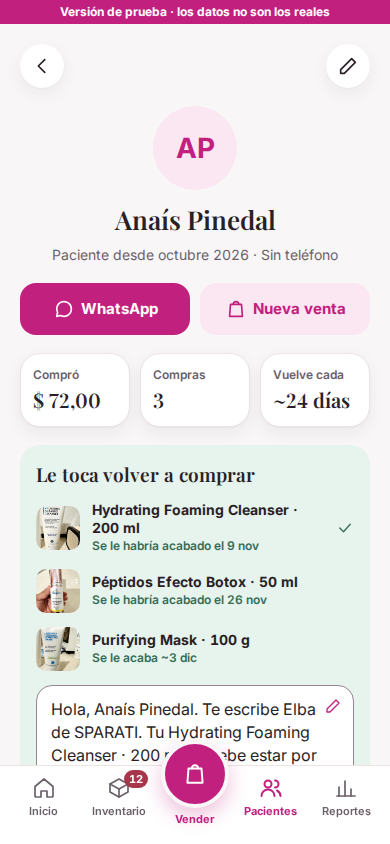 Versión de prueba · los datos no son los reales
AP
Anaís Pinedal
Paciente desde octubre 2026 · Sin teléfono
WhatsApp
Nueva venta
Compró
$ 72,00
Compras
3
Vuelve cada
~24 días
Le toca volver a comprar
Hydrating Foaming Cleanser ·
200 ml
Se le habría acabado el 9 nov
Péptidos Efecto Botox · 50 ml
Se le habría acabado el 26 nov
Purifying Mask · 100 g
Se le acaba ~3 dic
Hola, Anaís Pinedal. Te escribe Elba
de SPARATI. Tu Hydrating Foaming
Cleanser · 200 estar por
12
Inicio
Inventario
Vender
Pacientes
Reportes